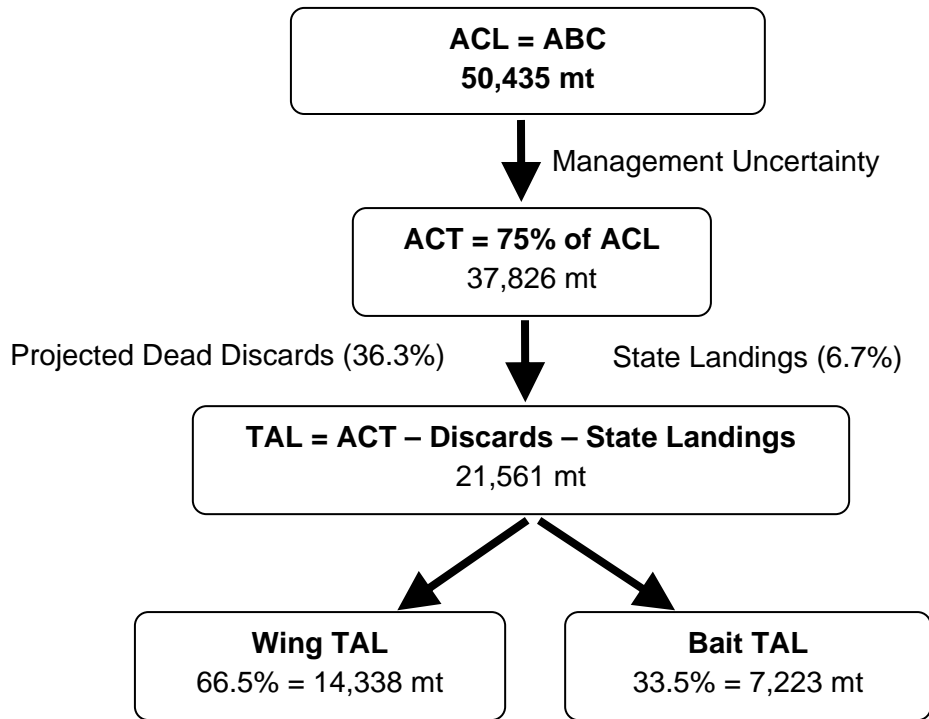 ACL = ABC
50,435 mt
Management Uncertainty
ACT = 75% of ACL
37,826 mt
Projected Dead Discards (36.3%)
State Landings (6.7%)
TAL = ACT – Discards – State Landings
21,561 mt
Wing TAL
66.5% = 14,338 mt
Bait TAL
33.5% = 7,223 mt